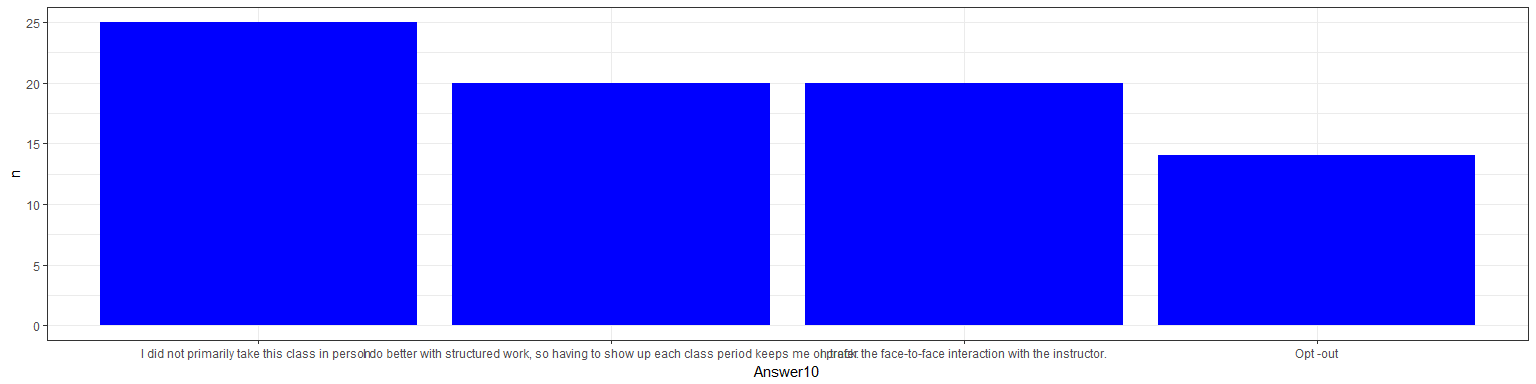 25
20
15
10
5
0
n
I did not primarily take this class in person.
I do better with structured work, so having to show up each class period keeps me on track.
I prefer the face-to-face interaction with the instructor.
Opt-out
Answer10